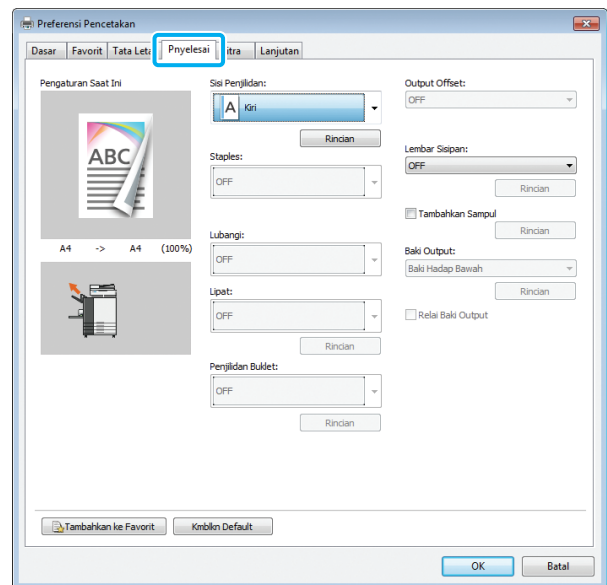 Preferensi Pencetakan
Dasar
Favorit
Tata Leta
Pnyelesai
itra
Lanjutan
Pengaturan Saat Ini
ABC
A4 -> A4 (100%)
Sisi Penjilidan:
A Kiri
Rincian
Staples:
OFF
Lubangi:
OFF
Lipat:
OFF
Rincian
Penjilidan Buklet:
OFF
Rincian
Output Offset:
OFF
Lembar Sisipan:
OFF
Rincian
Tambahkan Sampul
Rincian
Baki Output:
Baki Hadap Bawah
Rincian
Relai Baki Output
Tambahkan ke Favorit
Kmblkn Default
OK
Batal